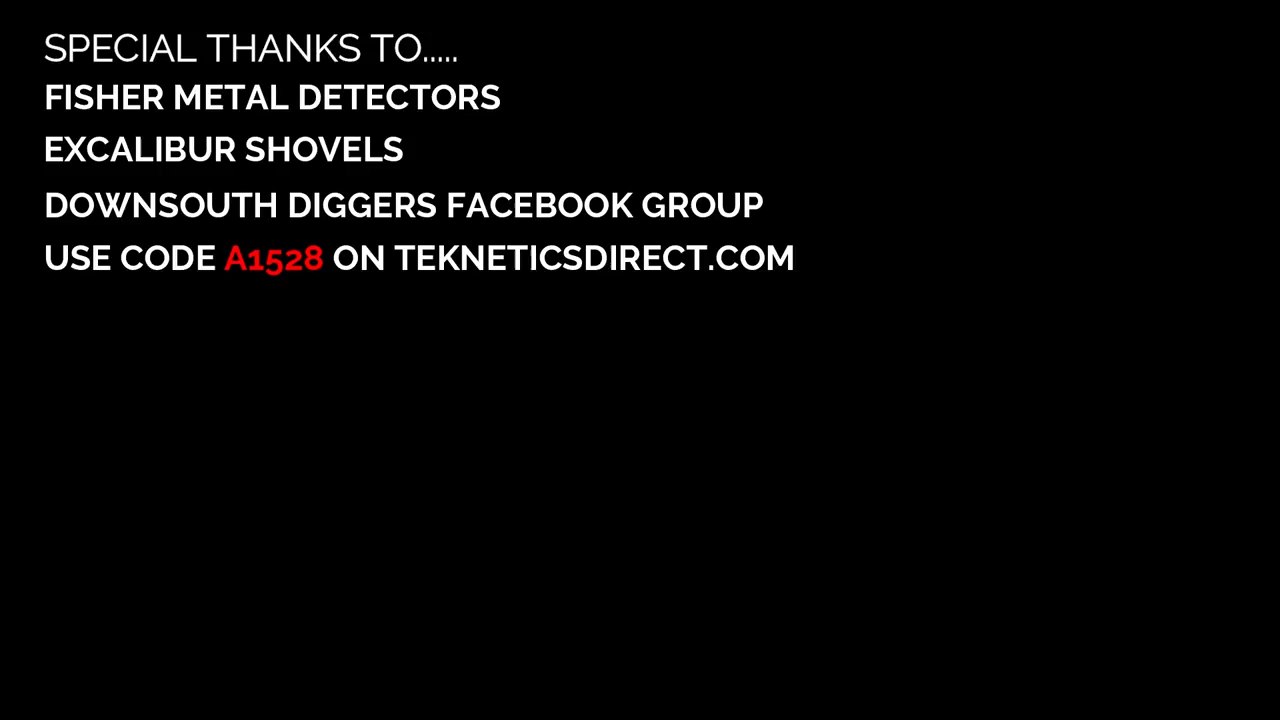 SPECIAL THANKS TO.....
FISHER METAL DETECTORS
EXCALIBUR SHOVELS
DOWNSOUTH DIGGERS FACEBOOK GROUP
USE CODE A1528 ON TEKNETICSDIRECT.COM